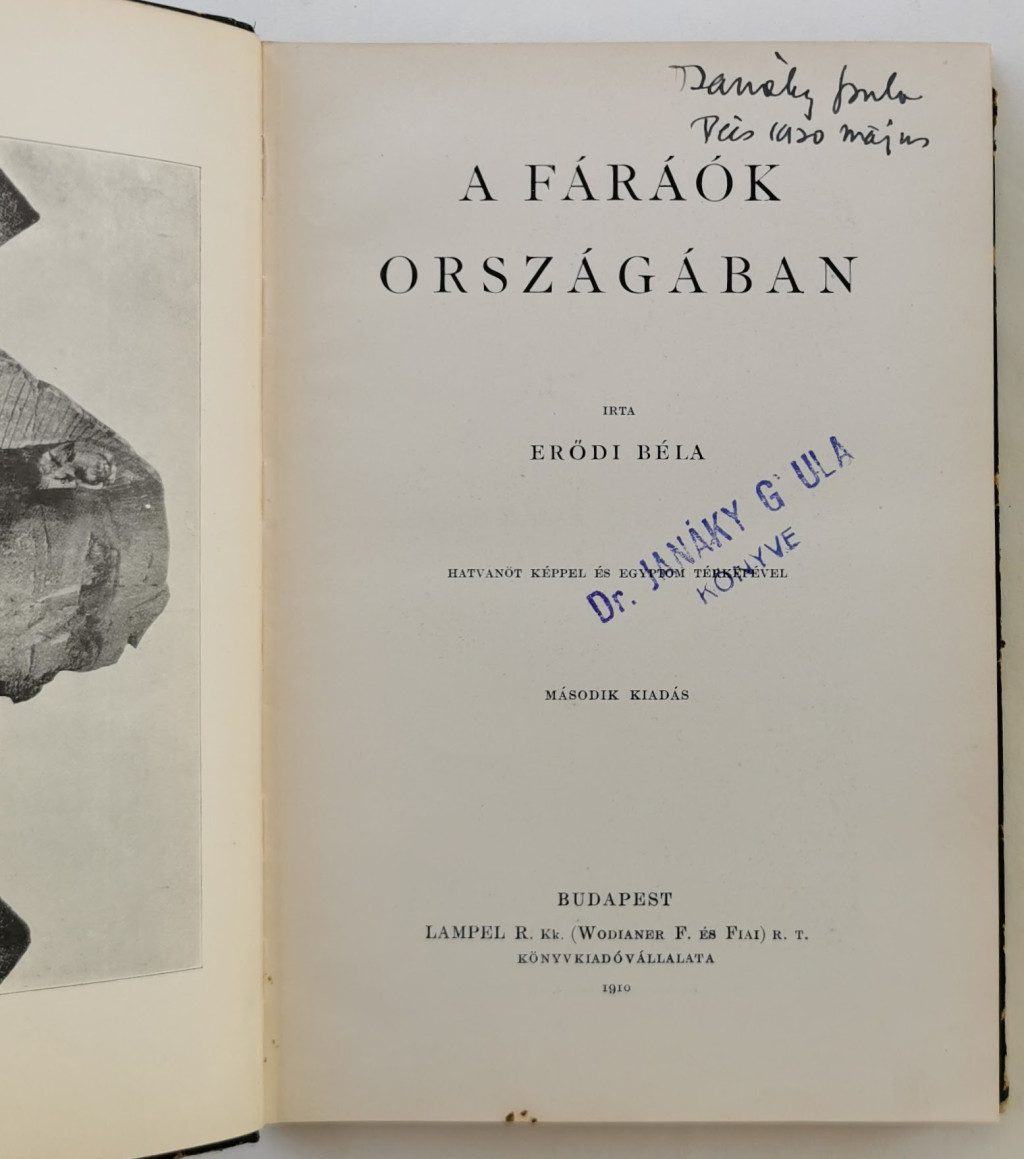 Janáky Gyula
Pécs 1920 május
A FÁRÁÓK
ORSZÁGÁBAN
IRTA
ERŐDI BÉLA
Dr. JANÁKY G ULA
KÖNYVE
HATVANÖT KÉPPEL ÉS EGYPTOM TÉRKÉPÉVEL
MÁSODIK KIADÁS
BUDAPEST
LAMPEL R. Kk. (WODIANER F. ÉS FIAI) R. T.
KÖNYVKIADÓVÁLLALATA
1910